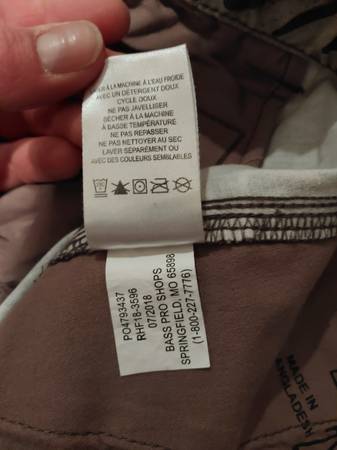 LAVER À LA MACHINE À L'EAU FROIDE
AVEC UN DÉTERGENT DOUX
CYCLE DOUX
NE PAS JAVELLISER
SÉCHER À LA MACHINE
À BASSE TEMPÉRATURE
NE PAS REPASSER
NE PAS NETTOYER AU SEC
LAVER SÉPARÉMENT OU
AVEC DES COULEURS SEMBLABLES
PO4793437
RHF18-3596
07/2018
BASS PRO SHOPS
SPRINGFIELD, MO 65898
(1-800-227-7776)
MADE IN
ANGLADESH